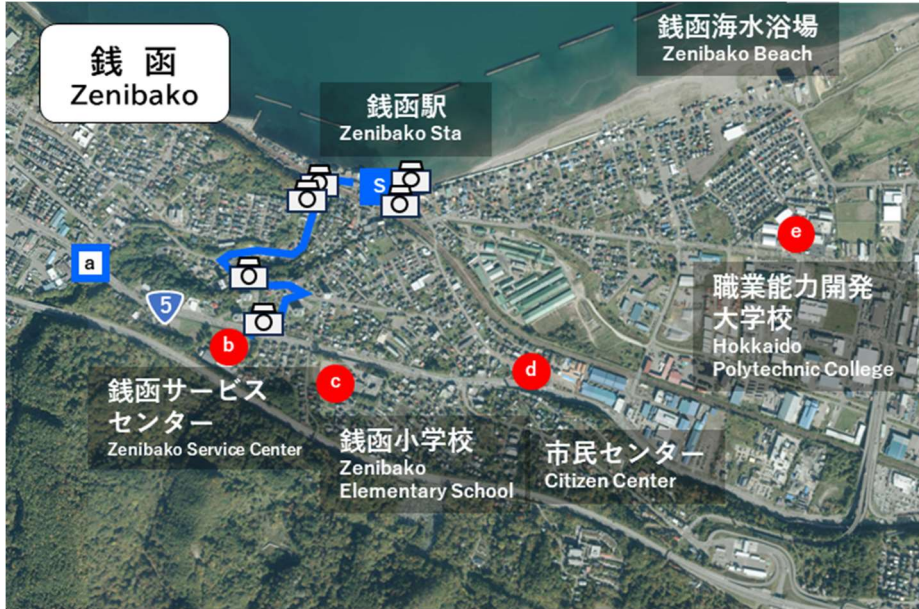 銭 函
Zenibako
銭函海水浴場
Zenibako Beach
銭函駅
Zenibako Sta
S
a
5
e
職業能力開発
大学校
Hokkaido
Polytechnic College
b
c
d
銭函サービス
センター
Zenibako Service Center
銭函小学校
Zenibako
Elementary School
市民センター
Citizen Center